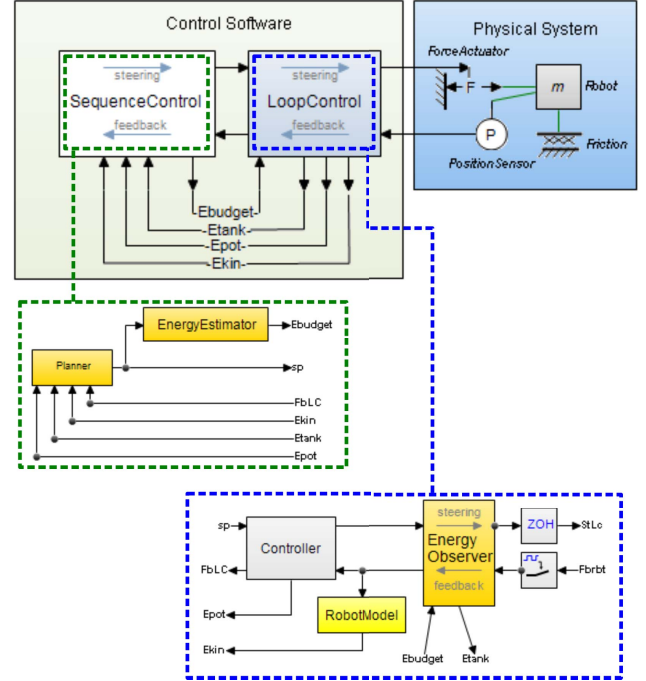 Control Software
Physical System
steering
SequenceControl
feedback
steering
LoopControl
feedback
ForceActuator
F
m
Robot
P
PositionSensor
Friction
Ebudget
Etank
Epot
Ekin
EnergyEstimator
Ebudget
Planner
sp
FbLC
Ekin
Etank
Epot
sp
Controller
steering
Energy
Observer
feedback
ZOH
StLc
FbLC
Fbrbt
Epot
RobotModel
Ekin
Ebudget
Etank